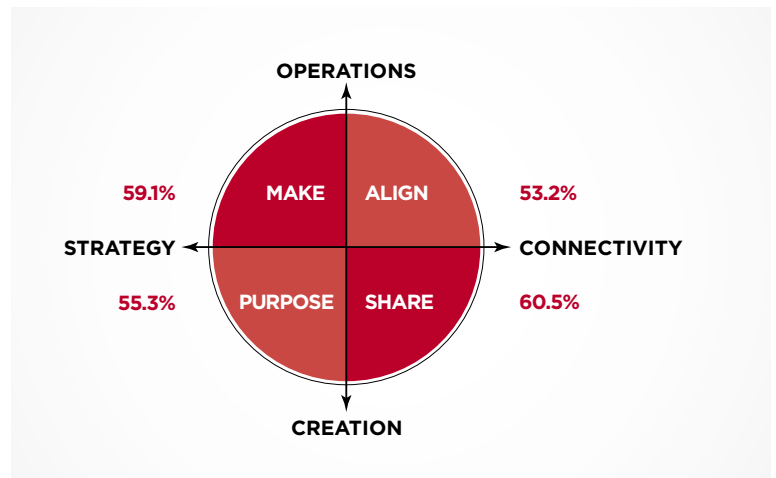 OPERATIONS
59.1%
MAKE
ALIGN
53.2%
STRATEGY
CONNECTIVITY
55.3%
PURPOSE
SHARE
60.5%
CREATION